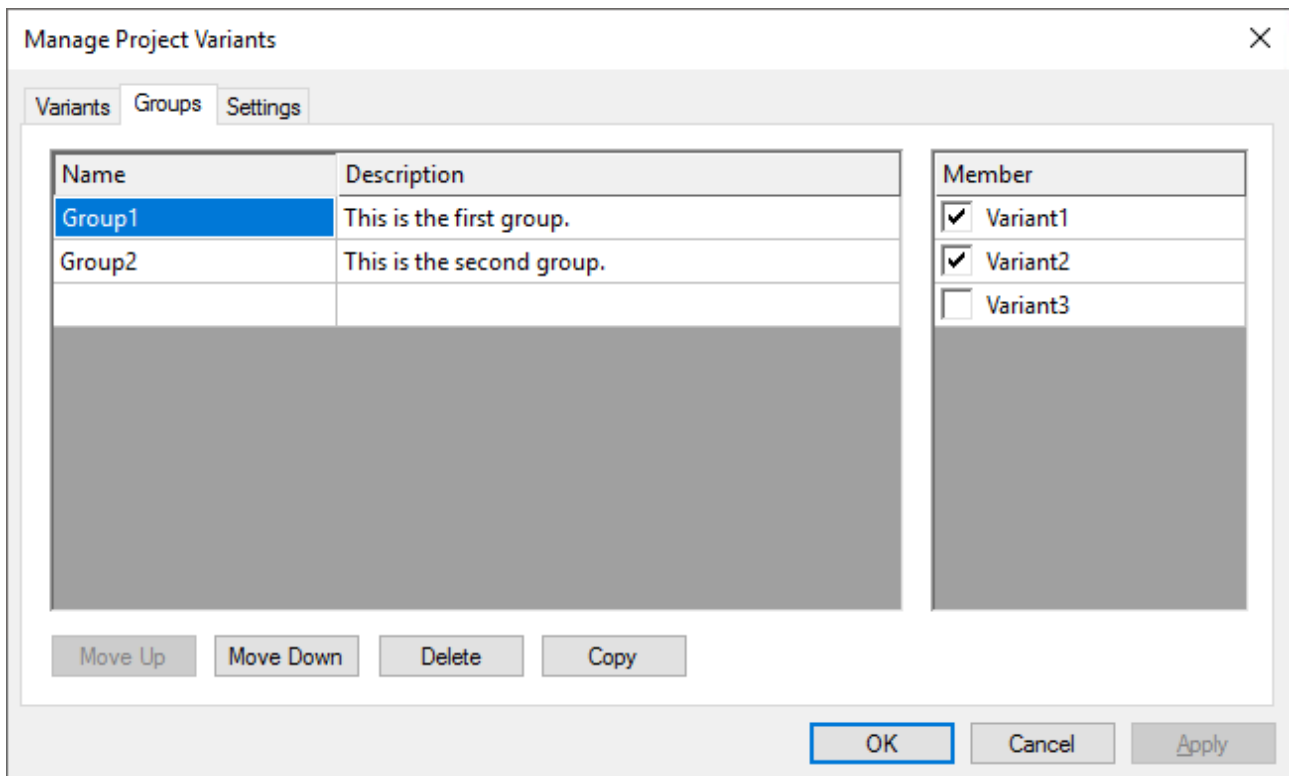 Manage Project Variants
Variants Groups Settings
Name Description Member
Group1 This is the first group. Variant1
Group2 This is the second group. Variant2
Variant3
Move Up Move Down Delete Copy
OK Cancel Apply